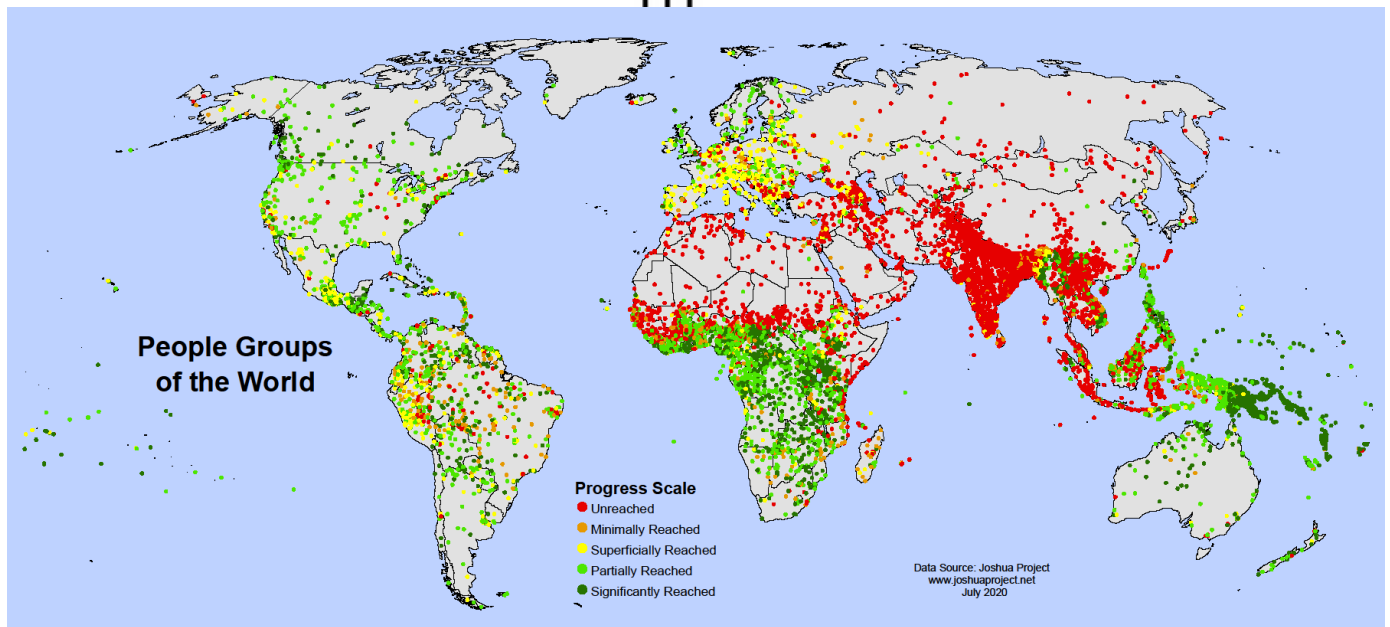 People Groups
of the World
Progress Scale
Unreached
Minimally Reached
Superficially Reached
Partially Reached
Significantly Reached
Data Source: Joshua Project
www.joshuaproject.net
July 2020